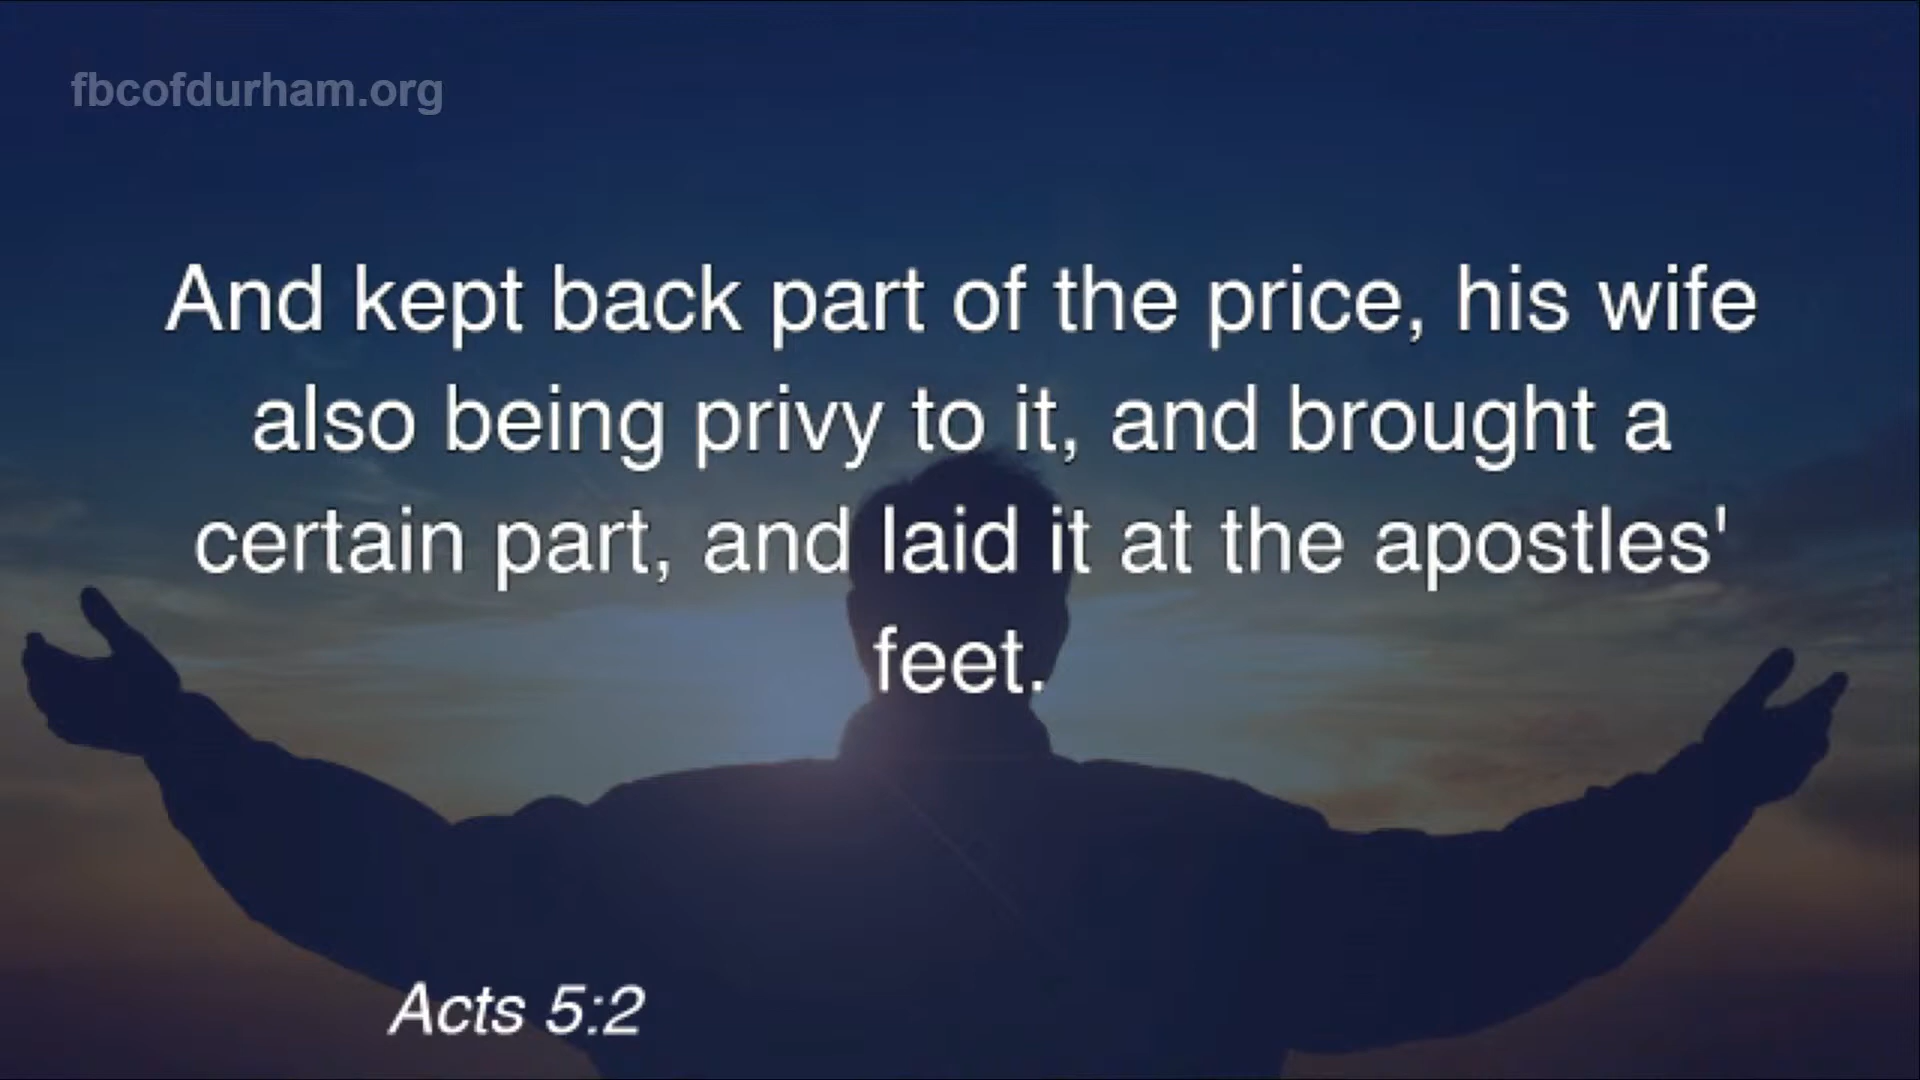 fbcofdurham.org
And kept back part of the price, his wife
also being privy to it, and brought a
certain part, and laid it at the apostles'
feet.
Acts 5:2